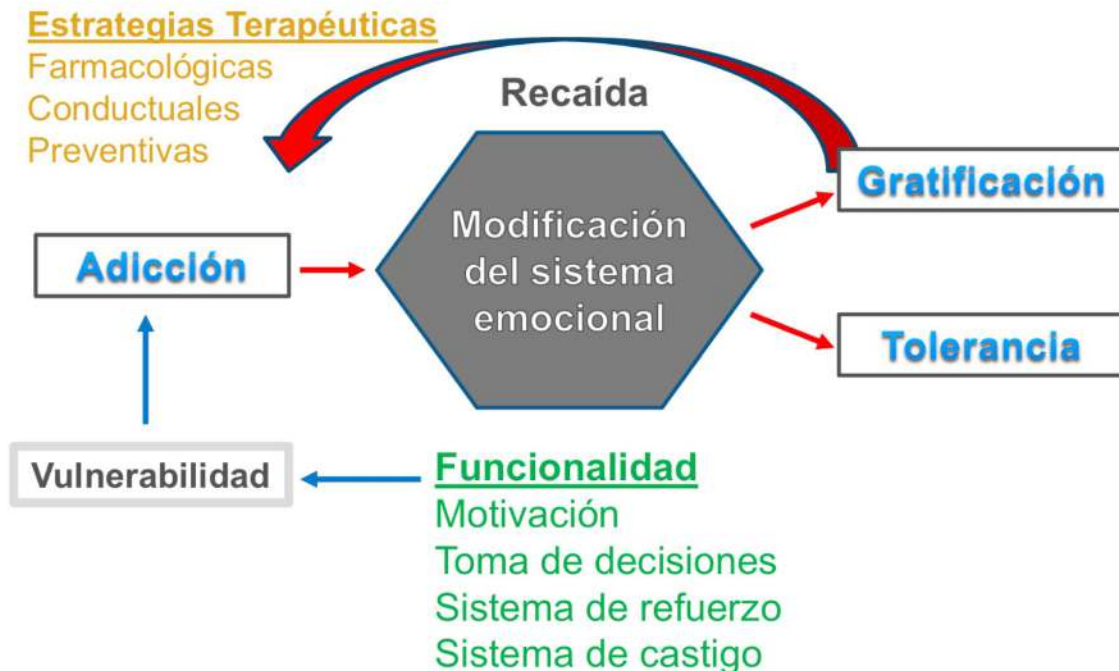 Estrategias Terapéuticas
Farmacológicas
Conductuales
Preventivas
Recaída
Gratificación
Modificación
del sistema
emocional
Adicción
Tolerancia
Vulnerabilidad
Funcionalidad
Motivación
Toma de decisiones
Sistema de refuerzo
Sistema de castigo